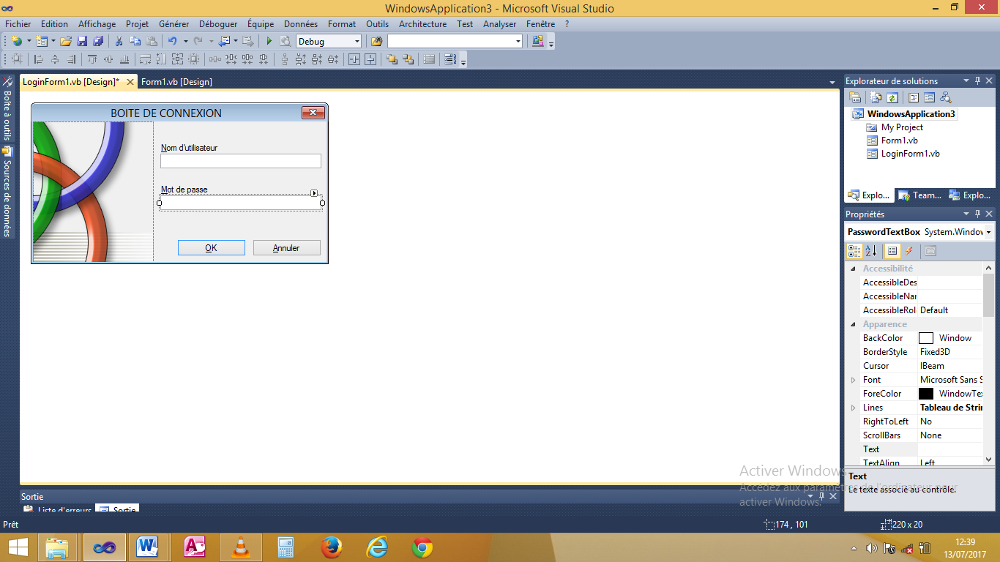 WindowsApplication3 - Microsoft Visual Studio
Fichier Edition Affichage Projet Générer Déboguer Équipe Données Format Outils Architecture Test Analyser Fenêtre ?
Debug
LoginForm1.vb [Design]* Form1.vb [Design]
Boîte à outils
Sources de données
BOITE DE CONNEXION
Nom d'utilisateur
Mot de passe
OK Annuler
Explorateur de solutions
WindowsApplication3
My Project
Form1.vb
LoginForm1.vb
Explo... Team... Explo...
Propriétés
PasswordTextBox System.Window
Accessibilité
AccessibleDes
AccessibleNar
AccessibleRol Default
Apparence
BackColor Window
BorderStyle Fixed3D
Cursor IBeam
Font Microsoft Sans S
ForeColor WindowTex
Lines Tableau de Strin
RightToLeft No
ScrollBars None
Text
TextAlign Left
Text
Le texte associé au contrôle.
Activer Windows
Accédez aux paramètres de l'ordinateur pour
activer Windows.
Sortie
Liste d'erreurs Sortie
Prêt 174 , 101 220 x 20
12:39
13/07/2017